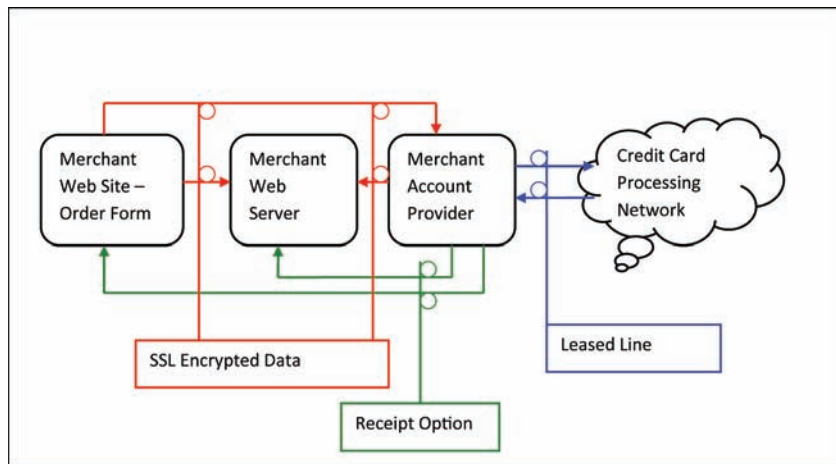 Merchant
Web Site –
Order Form
Merchant
Web
Server
Merchant
Account
Provider
Credit Card
Processing
Network
SSL Encrypted Data
Leased Line
Receipt Option